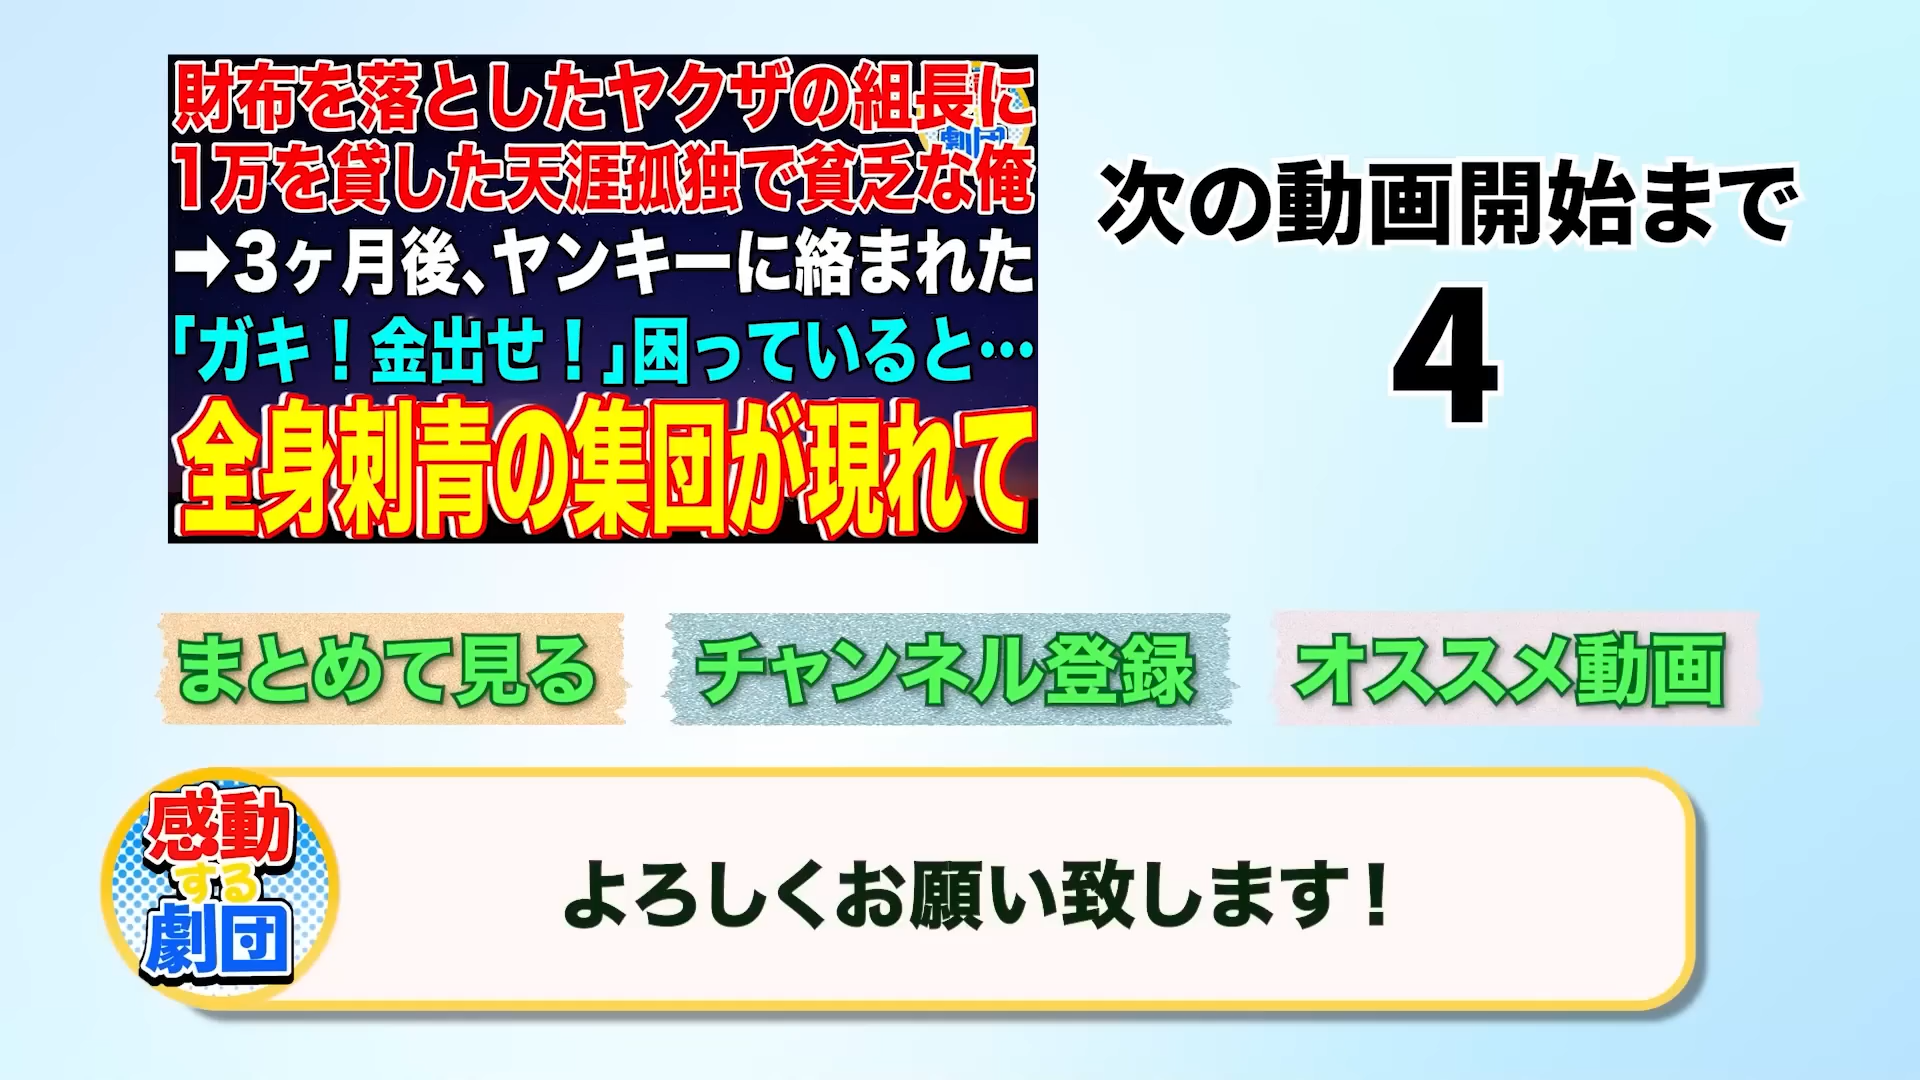 財布を落としたヤクザの組長に
1万を貸した天涯孤独で貧乏な俺
➡3ヶ月後、ヤンキーに絡まれた
「ガキ！金出せ！」困っていると…
全身刺青の集団が現れて
次の動画開始まで
4
まとめて見る
チャンネル登録
オススメ動画
感動
する
劇団
よろしくお願い致します！